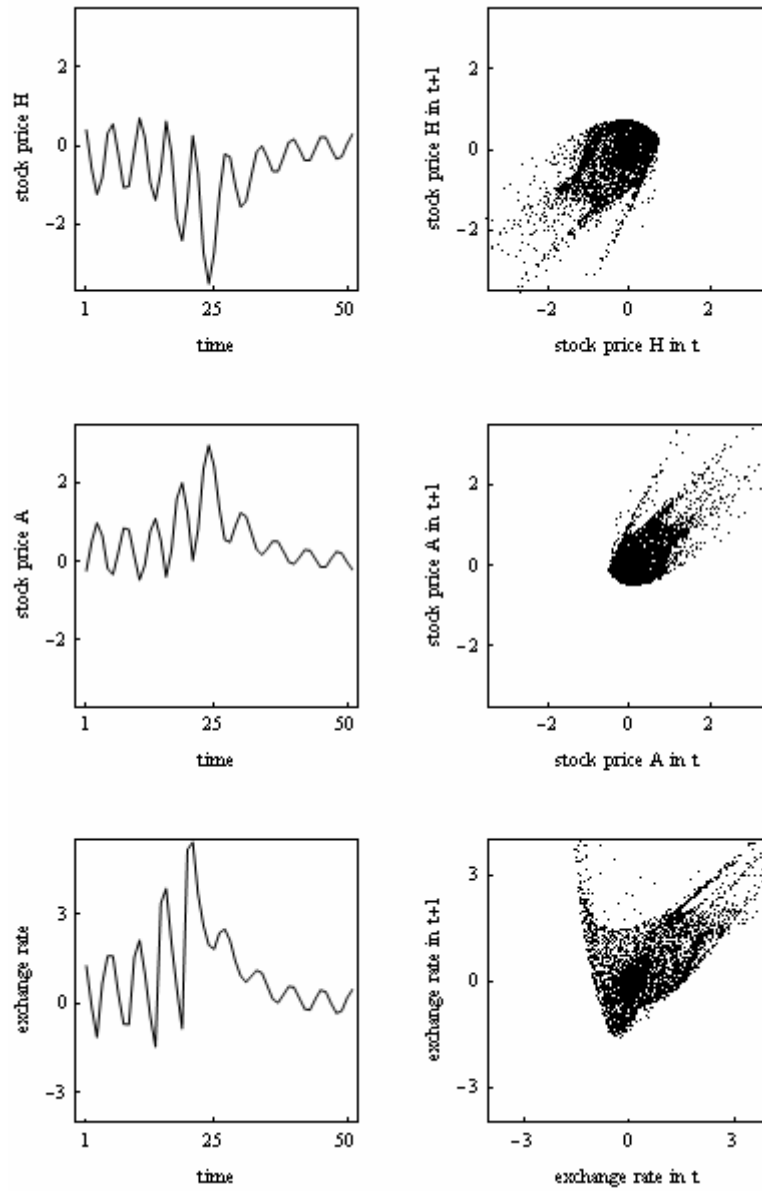 stock price H
2
0
−2
1 25 50
time
stock price H in t+1
2
0
−2
−2 0 2
stock price H in t
stock price A
2
0
−2
1 25 50
time
stock price A in t+1
2
0
−2
−2 0 2
stock price A in t
exchange rate
3
0
−3
1 25 50
time
exchange rate in t+1
3
0
−3
−3 0 3
exchange rate in t